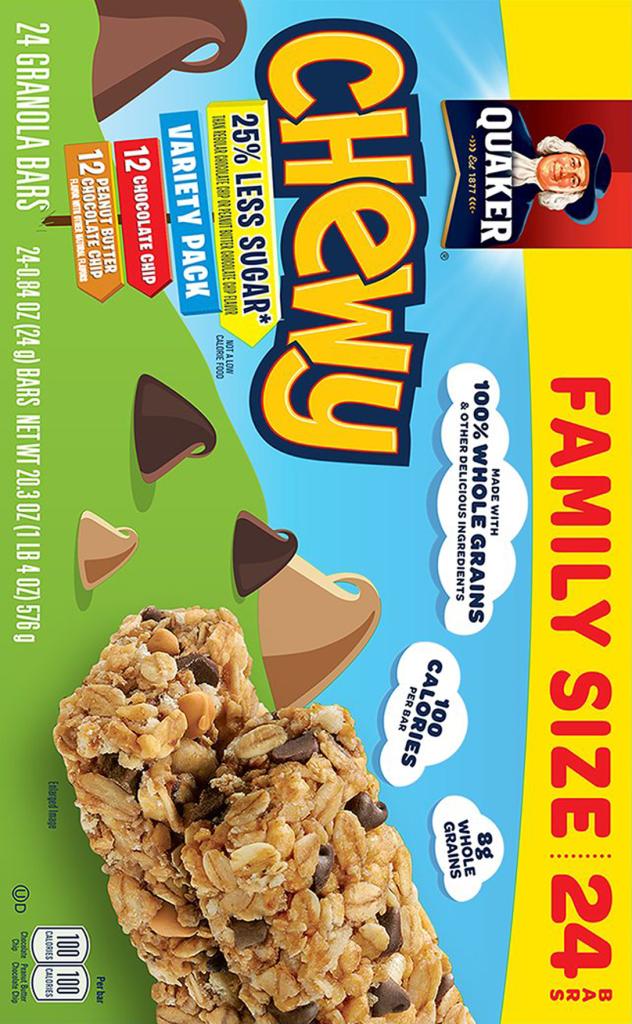 FAMILY SIZE
24
BARS
QUAKER
Est 1877
®
CHEWY
MADE WITH
100% WHOLE GRAINS
& OTHER DELICIOUS INGREDIENTS
100
CALORIES
PER BAR
8g
WHOLE
GRAINS
25% LESS SUGAR*
THAN REGULAR CHOCOLATE CHIP OR PEANUT BUTTER CHOCOLATE CHIP FLAVOR
NOT A LOW
CALORIE FOOD
VARIETY PACK
12 CHOCOLATE CHIP
12 PEANUT BUTTER
CHOCOLATE CHIP
FLAVOR WITH OTHER NATURAL FLAVORS
24 GRANOLA BARS
24-0.84 OZ (24 g) BARS NET WT 20.3 OZ (1 LB 4 OZ) 576 g
Enlarged Image
U D
Per bar
100
CALORIES
100
CALORIES
Chocolate
Chip
Peanut Butter
Chocolate Chip